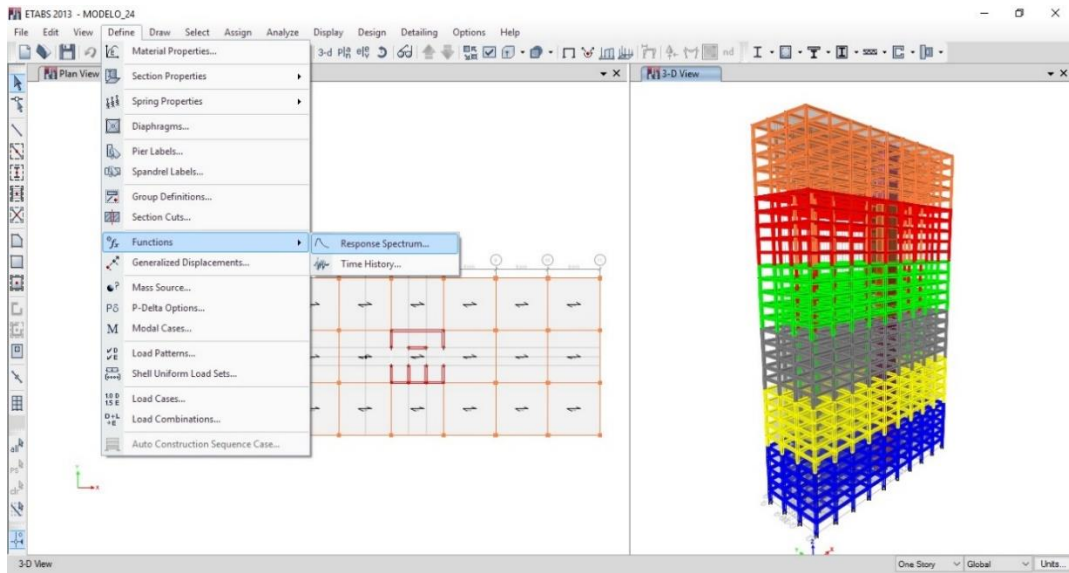 ETABS 2013 - MODELO_24
File Edit View Define Draw Select Assign Analyze Display Design Detailing Options Help
3-d nd
Plan View
3-D View
Material Properties...
Section Properties
Spring Properties
Diaphragms...
Pier Labels...
Spandrel Labels...
Group Definitions...
Section Cuts...
Functions
Response Spectrum...
Time History...
Generalized Displacements...
Mass Source...
Pδ P-Delta Options...
M Modal Cases...
Load Patterns...
Shell Uniform Load Sets...
Load Cases...
Load Combinations...
Auto Construction Sequence Case...
3-D View One Story Global Units...